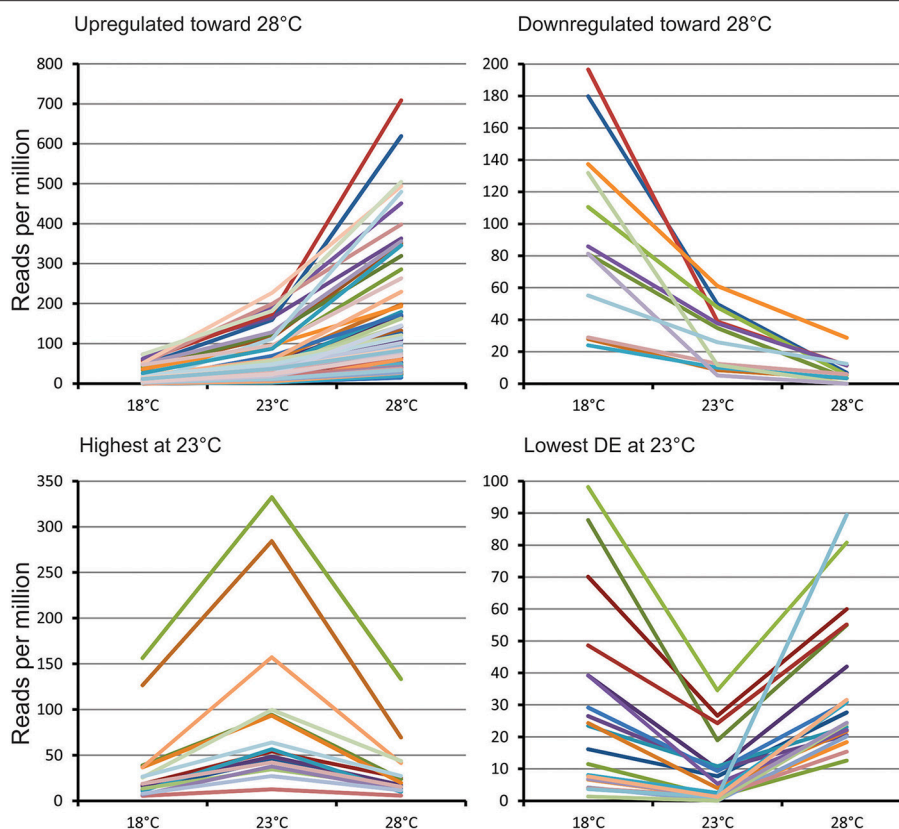 Upregulated toward 28°C
Downregulated toward 28°C
Reads per million
800
700
600
500
400
300
200
100
0
18°C
23°C
28°C
200
180
160
140
120
100
80
60
40
20
0
18°C
23°C
28°C
Highest at 23°C
Lowest DE at 23°C
Reads per million
350
300
250
200
150
100
50
0
18°C
23°C
28°C
100
90
80
70
60
50
40
30
20
10
0
18°C
23°C
28°C